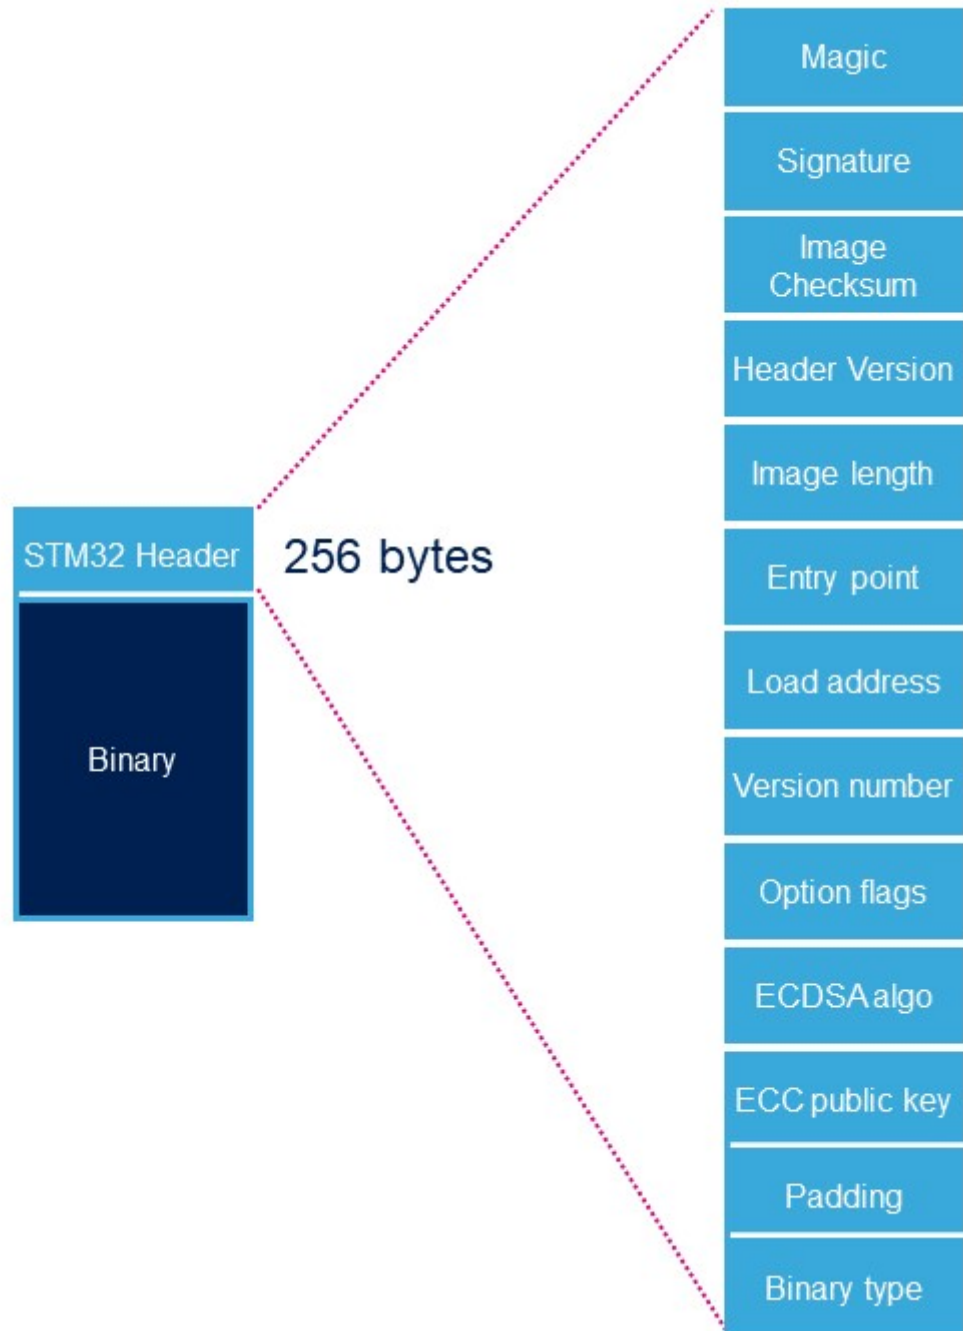 STM32 Header
256 bytes
Binary
Magic
Signature
Image
Checksum
Header Version
Image length
Entry point
Load address
Version number
Option flags
ECDSA algo
ECC public key
Padding
Binary type